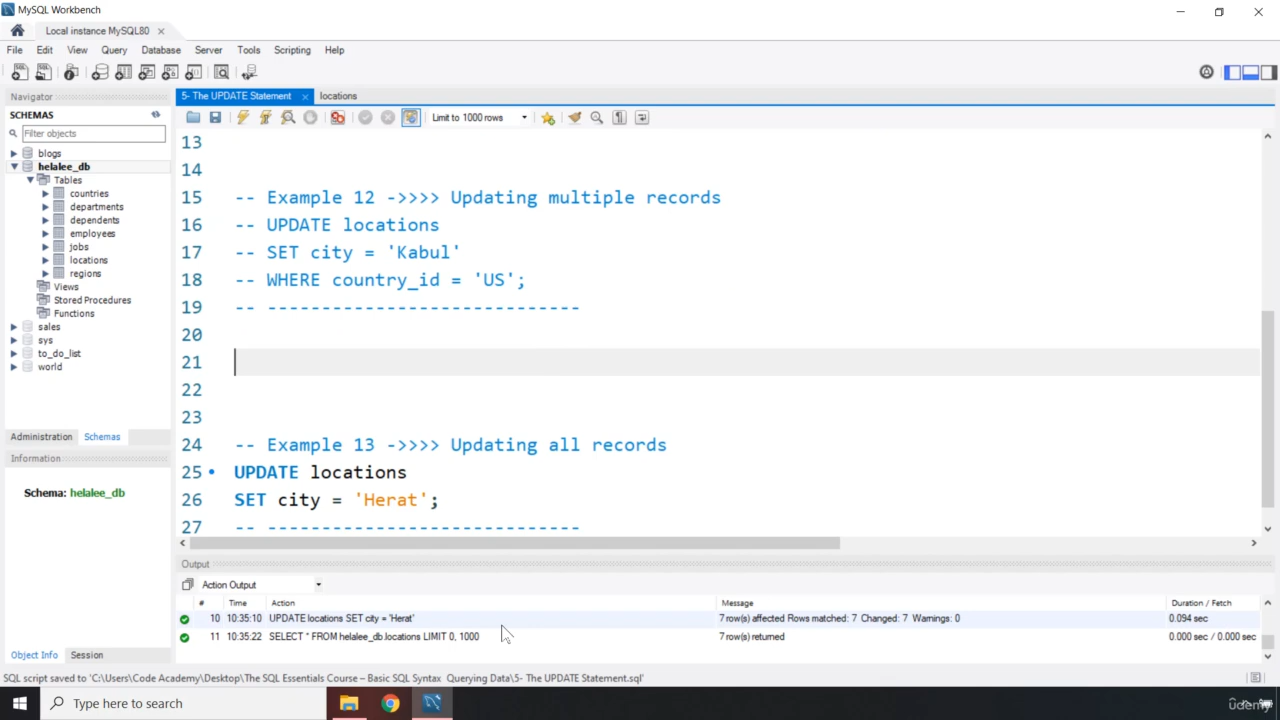 MySQL Workbench
Local instance MySQL80
File Edit View Query Database Server Tools Scripting Help
Navigator
SCHEMAS
Filter objects
blogs
helalee_db
Tables
countries
departments
dependents
employees
jobs
locations
regions
Views
Stored Procedures
Functions
sales
sys
to_do_list
world
Administration Schemas
Information
Schema: helalee_db
Object Info Session
5- The UPDATE Statement locations
Limit to 1000 rows
13
14
15 -- Example 12 ->>>> Updating multiple records
16 -- UPDATE locations
17 -- SET city = 'Kabul'
18 -- WHERE country_id = 'US';
19 -- -----------------------------
20
21
22
23
24 -- Example 13 ->>>> Updating all records
25 UPDATE locations
26 SET city = 'Herat';
27 -- -----------------------------
Output
Action Output
# Time Action Message Duration / Fetch
10 10:35:10 UPDATE locations SET city = 'Herat' 7 row(s) affected Rows matched: 7 Changed: 7 Warnings: 0 0.094 sec
11 10:35:22 SELECT * FROM helalee_db.locations LIMIT 0, 1000 7 row(s) returned 0.000 sec / 0.000 sec
SQL script saved to 'C:\Users\Code Academy\Desktop\The SQL Essentials Course – Basic SQL Syntax Querying Data\5- The UPDATE Statement.sql'
Type here to search
udemy